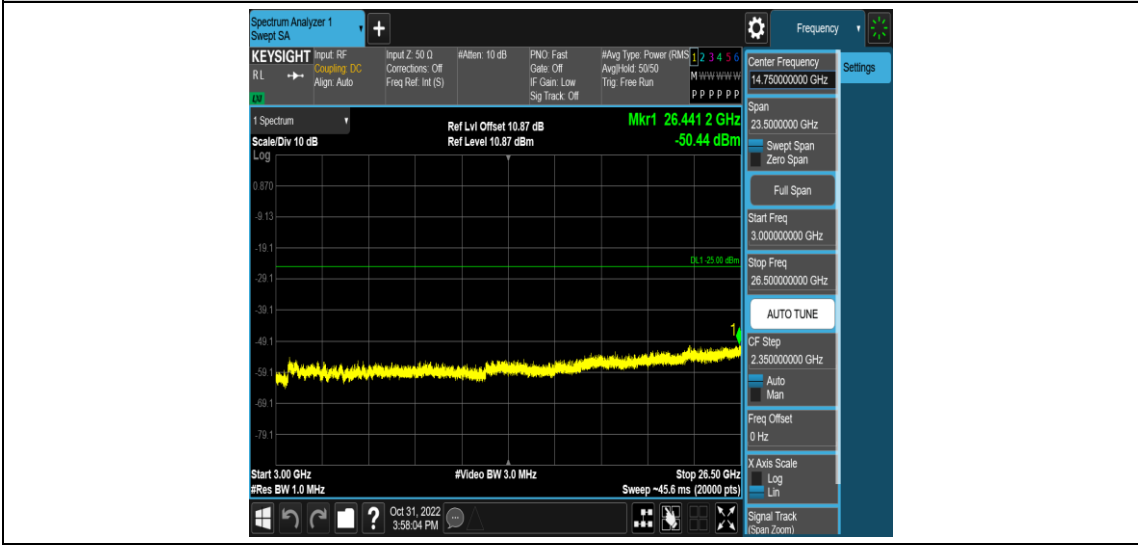 Spectrum Analyzer 1
Swept SA
+
Frequency
KEYSIGHT
RL
LXI
Input: RF
Coupling: DC
Align: Auto
Input Z: 50 Ω
Corrections: Off
Freq Ref: Int (S)
#Atten: 10 dB
PNO: Fast
Gate: Off
IF Gain: Low
Sig Track: Off
#Avg Type: Power (RMS
Avg|Hold: 50/50
Trig: Free Run
1 2 3 4 5 6
M W W W W W
P P P P P P
1 Spectrum
Scale/Div 10 dB
Ref Lvl Offset 10.87 dB
Ref Level 10.87 dBm
Mkr1 26.441 2 GHz
-50.44 dBm
Log
0.870
-9.13
-19.1
DL1 -25.00 dBm
-29.1
-39.1
1
-49.1
-59.1
-69.1
-79.1
Start 3.00 GHz
#Video BW 3.0 MHz
Stop 26.50 GHz
#Res BW 1.0 MHz
Sweep ~45.6 ms (20000 pts)
?
Oct 31, 2022
3:58:04 PM
Center Frequency
14.750000000 GHz
Settings
Span
23.5000000 GHz
Swept Span
Zero Span
Full Span
Start Freq
3.000000000 GHz
Stop Freq
26.500000000 GHz
AUTO TUNE
CF Step
2.350000000 GHz
Auto
Man
Freq Offset
0 Hz
X Axis Scale
Log
Lin
Signal Track
(Span Zoom)